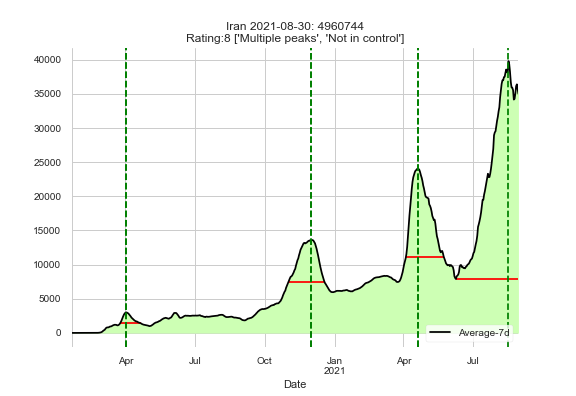 Iran 2021-08-30: 4960744
Rating:8 ['Multiple peaks', 'Not in control']
40000
35000
30000
25000
20000
15000
10000
5000
0
Average-7d
Apr Jul Oct Jan Apr Jul
2021
Date